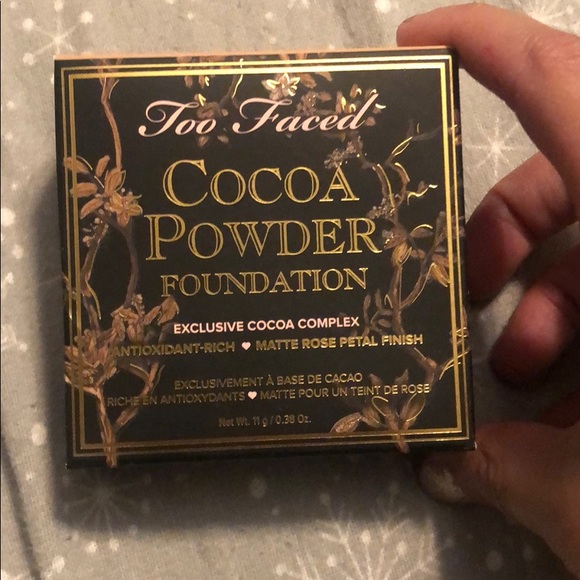 Too Faced
COCOA
POWDER
FOUNDATION
EXCLUSIVE COCOA COMPLEX
ANTIOXIDANT-RICH ♥ MATTE ROSE PETAL FINISH
EXCLUSIVEMENT À BASE DE CACAO
RICHE EN ANTIOXYDANTS ♥ MATTE POUR UN TEINT DE ROSE
Net Wt. 11 g / 0.38 Oz.